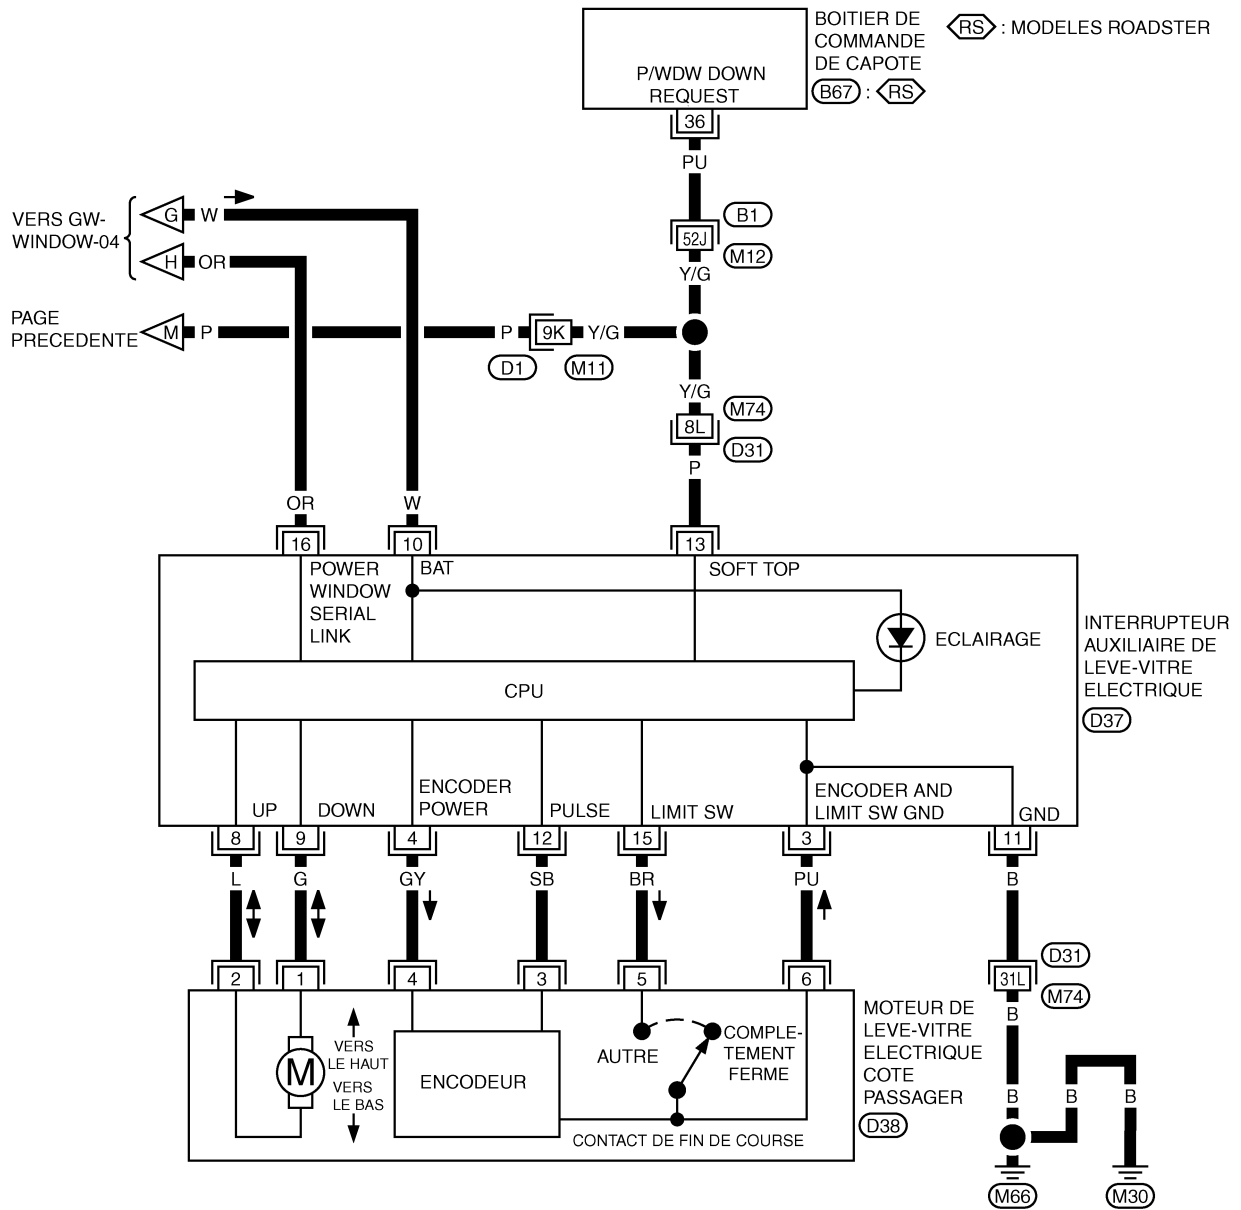 BOITIER DE
COMMANDE
DE CAPOTE
B67 : RS
RS : MODELES ROADSTER
P/WDW DOWN
REQUEST
36
PU
B1
52J
M12
Y/G
VERS GW-
WINDOW-04
G W
H OR
PAGE
PRECEDENTE
M P
P 9K Y/G
D1 M11
Y/G
M74
8L
D31
P
OR W
16 10 13
POWER
WINDOW
SERIAL
LINK
BAT
SOFT TOP
ECLAIRAGE
INTERRUPTEUR
AUXILIAIRE DE
LEVE-VITRE
ELECTRIQUE
D37
CPU
UP
DOWN
ENCODER
POWER
PULSE
LIMIT SW
ENCODER AND
LIMIT SW GND
GND
8 9 4 12 15 3 11
L G GY SB BR PU B
D31
31L
M74
2 1 4 3 5 6
B
M
VERS
LE HAUT
VERS
LE BAS
ENCODEUR
AUTRE
COMPLE-
TEMENT
FERME
CONTACT DE FIN DE COURSE
MOTEUR DE
LEVE-VITRE
ELECTRIQUE
COTE
PASSAGER
D38
B B B
M66 M30